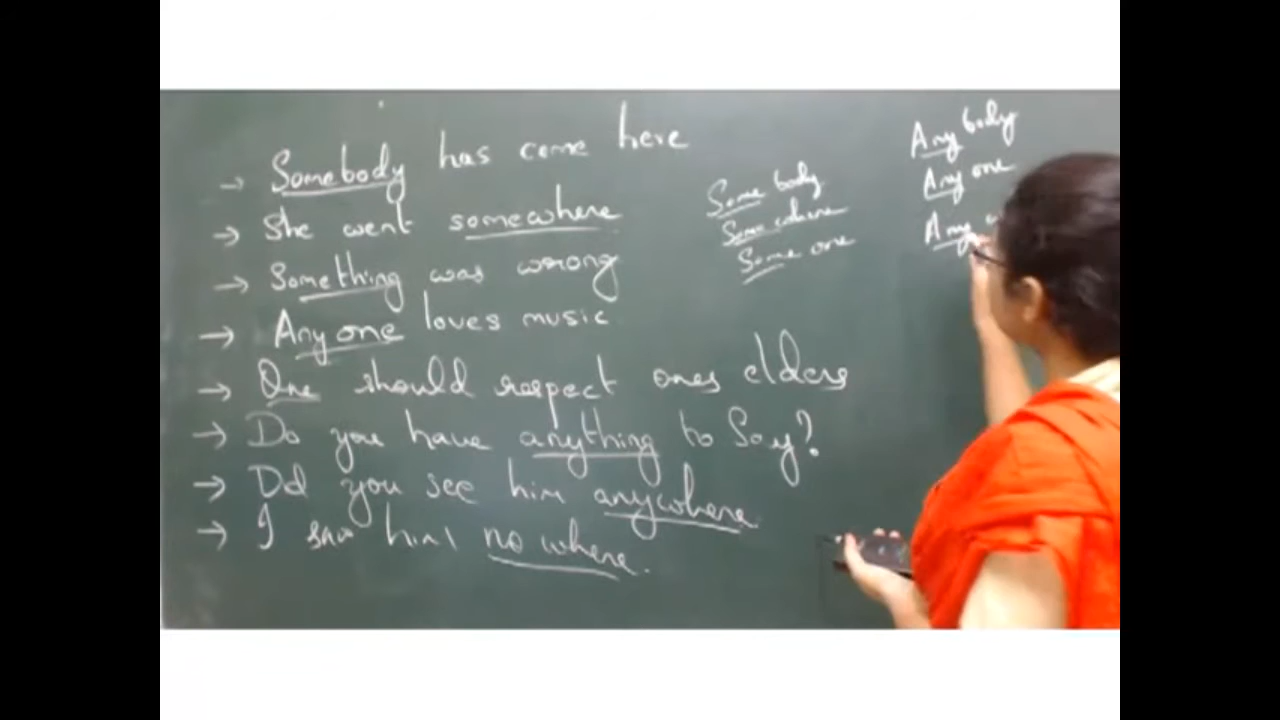 → Somebody has come here
→ She went somewhere
→ Something was wrong
→ Any one loves music
→ One should respect ones elders
→ Do you have anything to Say?
→ Did you see him anywhere.
→ I saw him no where.
Some body
Some where
Some one
Any body
Any one
Any w